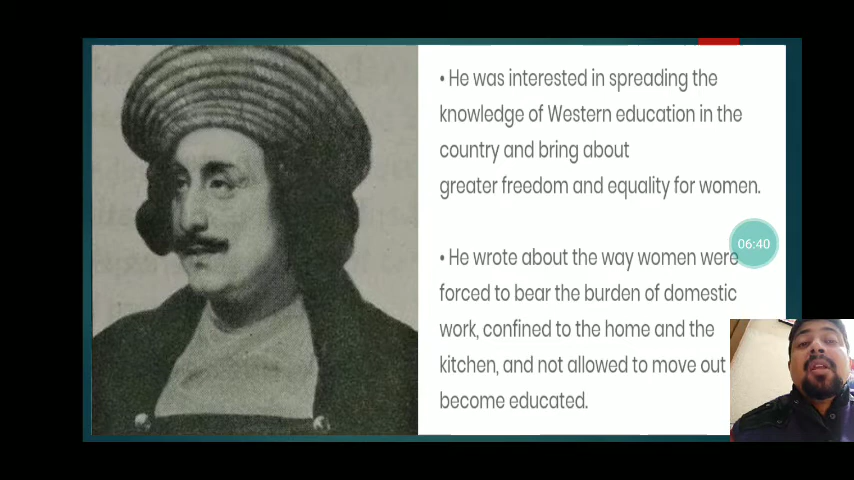 • He was interested in spreading the
knowledge of Western education in the
country and bring about
greater freedom and equality for women.
• He wrote about the way women were
06:40
forced to bear the burden of domestic
work, confined to the home and the
kitchen, and not allowed to move out
become educated.